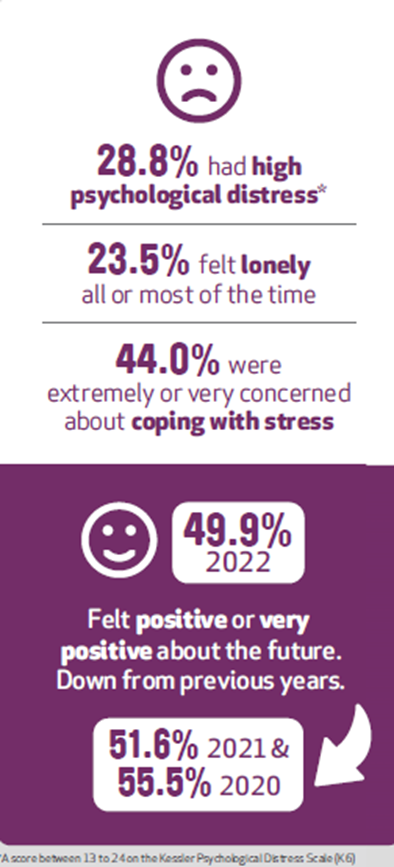 28.8% had high
psychological distress*
23.5% felt lonely
all or most of the time
44.0% were
extremely or very concerned
about coping with stress
49.9%
2022
Felt positive or very
positive about the future.
Down from previous years.
51.6% 2021 &
55.5% 2020
*A score between 13 to 24 on the Kessler Psychological Distress Scale (K6)